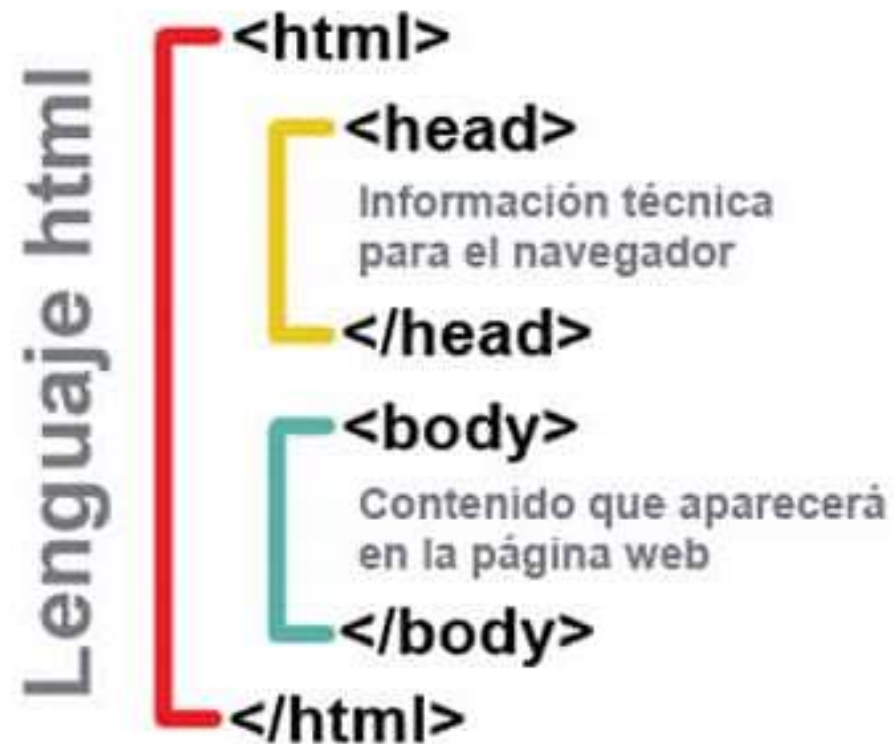 Lenguaje html
<html>
<head>
Información técnica
para el navegador
</head>
<body>
Contenido que aparecerá
en la página web
</body>
</html>